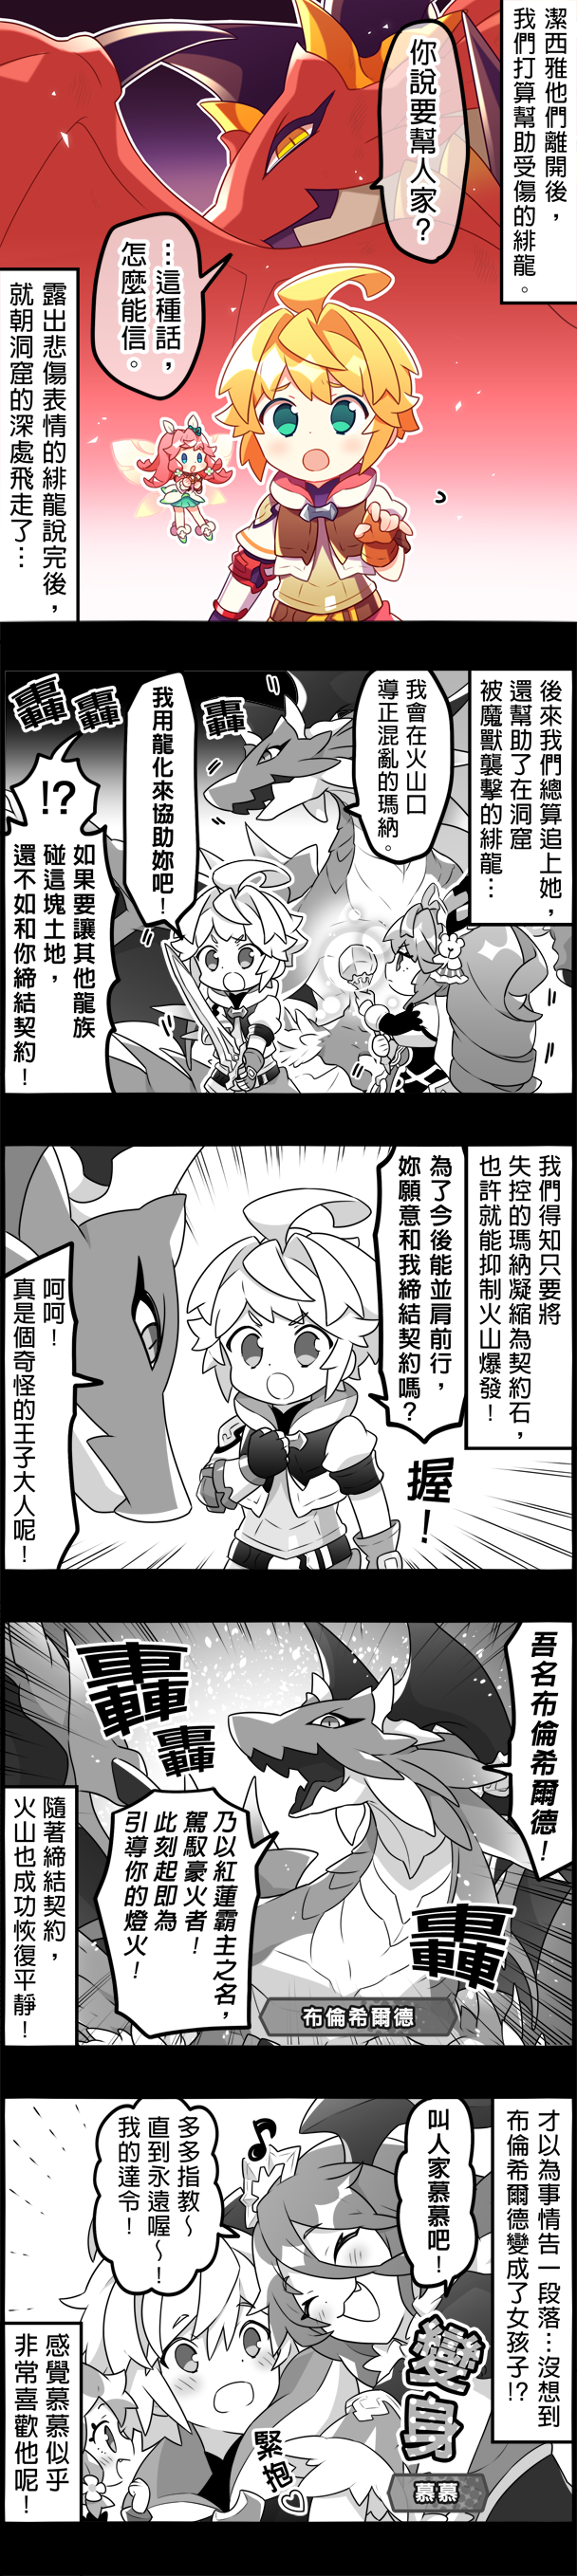 潔西雅他們離開後，
我們打算幫助受傷的緋龍。
你說要幫人家？
…這種話，
怎麼能信。
露出悲傷表情的緋龍說完後，
就朝洞窟的深處飛走了…
後來我們總算追上她，
還幫助了在洞窟
被魔獸襲擊的緋龍…
我會在火山口
導正混亂的瑪納。
轟
我用龍化來協助妳吧！
轟
轟
!?
如果要讓其他龍族
碰這塊土地，
還不如和你締結契約！
我們得知只要將
失控的瑪納凝縮為契約石，
也許就能抑制火山爆發！
為了今後能並肩前行，
妳願意和我締結契約嗎？
握！
呵呵！
真是個奇怪的王子大人呢！
吾名布倫希爾德！
轟
轟
轟
乃以紅蓮霸主之名，
駕馭豪火者！
此刻起即為
引導你的燈火！
布倫希爾德
隨著締結契約，
火山也成功恢復平靜！
才以為事情告一段落…沒想到
布倫希爾德變成了女孩子!?
叫人家慕慕吧！
♪
多多指教～
直到永遠喔～！
我的達令！
變身
慕慕
緊抱♡
感覺慕慕似乎
非常喜歡他呢！